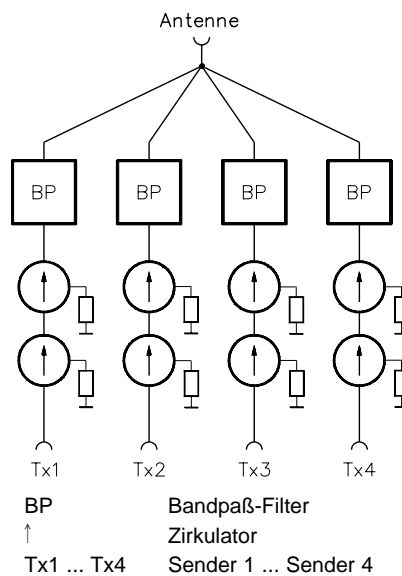 Antenne
BP BP BP BP
Tx1 Tx2 Tx3 Tx4
BP Bandpaß-Filter
↑ Zirkulator
Tx1 ... Tx4 Sender 1 ... Sender 4